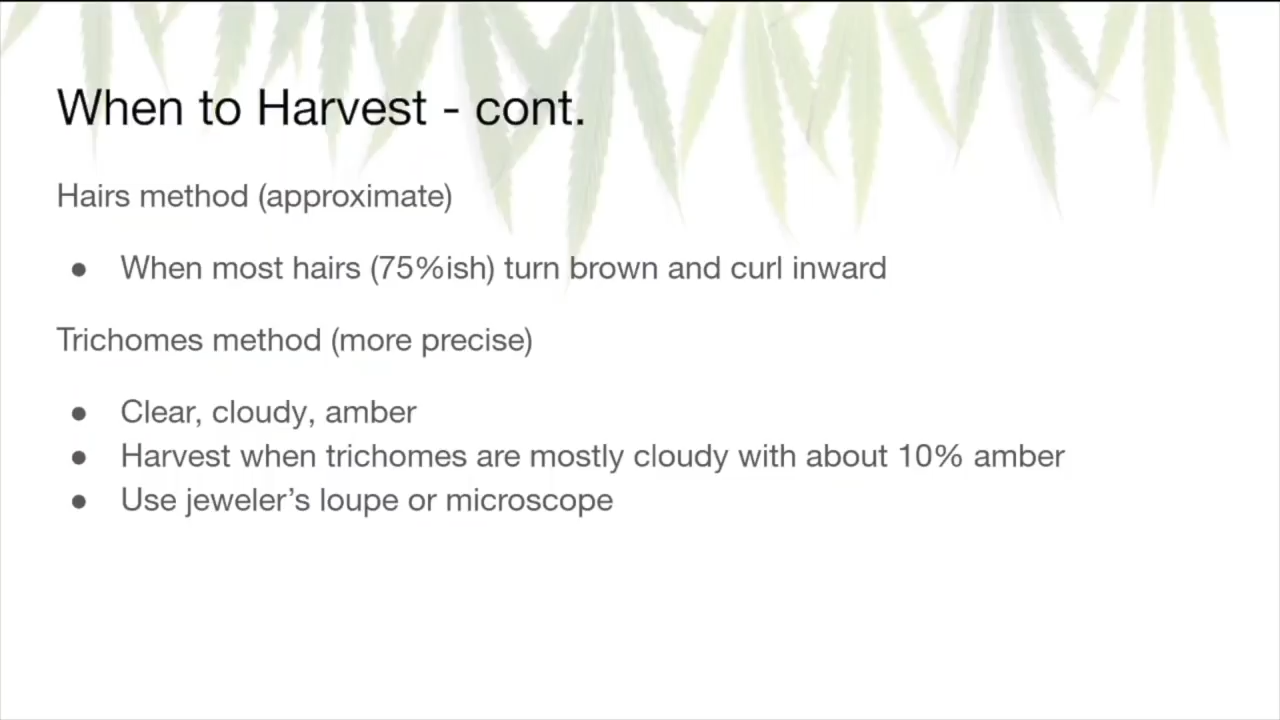 When to Harvest - cont.
Hairs method (approximate)
● When most hairs (75%ish) turn brown and curl inward
Trichomes method (more precise)
● Clear, cloudy, amber
● Harvest when trichomes are mostly cloudy with about 10% amber
● Use jeweler’s loupe or microscope